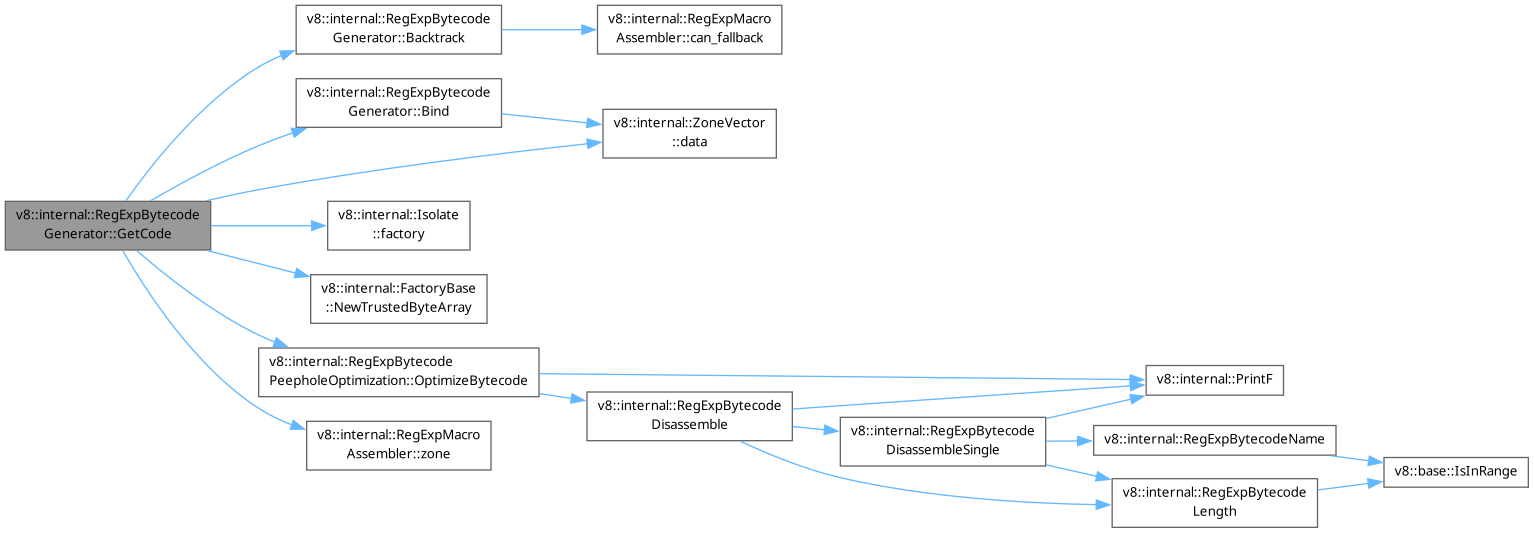 v8::internal::RegExpBytecode
Generator::GetCode
v8::internal::RegExpBytecode
Generator::Backtrack
v8::internal::RegExpMacro
Assembler::can_fallback
v8::internal::RegExpBytecode
Generator::Bind
v8::internal::ZoneVector
::data
v8::internal::Isolate
::factory
v8::internal::FactoryBase
::NewTrustedByteArray
v8::internal::RegExpBytecode
PeepholeOptimization::OptimizeBytecode
v8::internal::RegExpMacro
Assembler::zone
v8::internal::RegExpBytecode
Disassemble
v8::internal::RegExpBytecode
DisassembleSingle
v8::internal::PrintF
v8::internal::RegExpBytecodeName
v8::internal::RegExpBytecode
Length
v8::base::IsInRange